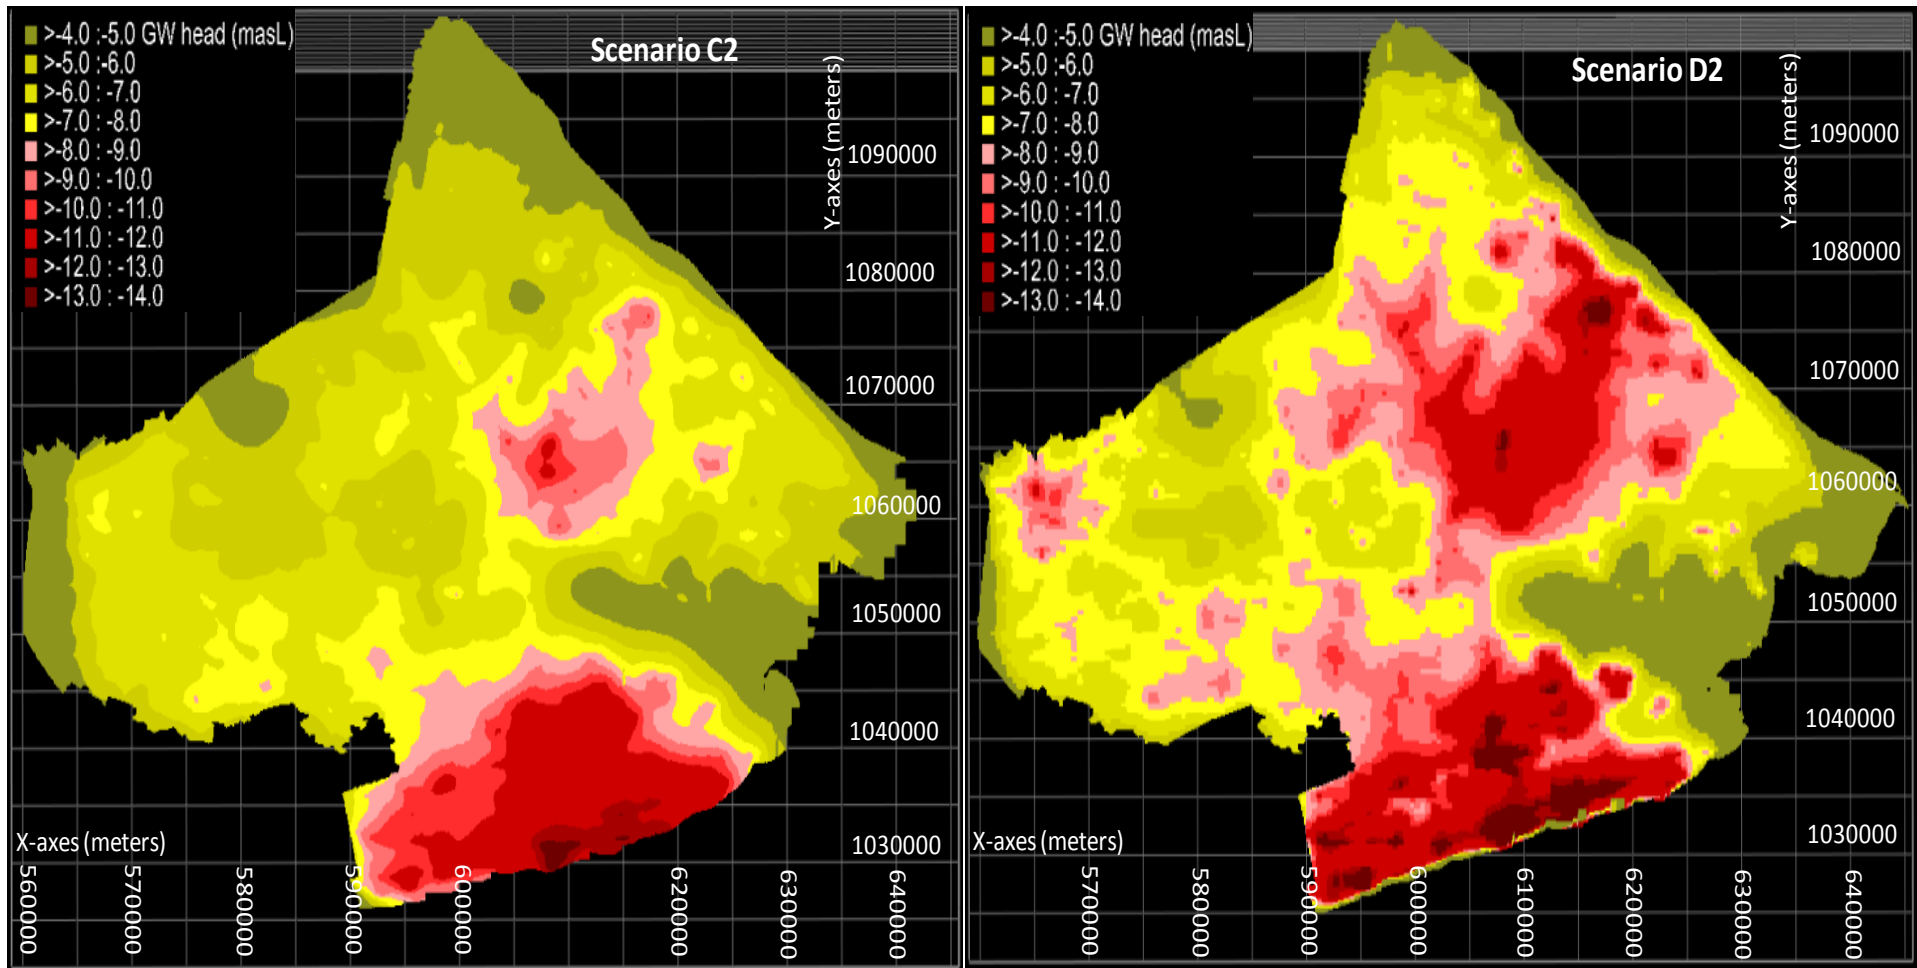 >-4.0 :-5.0 GW head (masL)
>-5.0 :-6.0
>-6.0 : -7.0
>-7.0 : -8.0
>-8.0 : -9.0
>-9.0 : -10.0
>-10.0 : -11.0
>-11.0 : -12.0
>-12.0 : -13.0
>-13.0 : -14.0
Scenario C2
Y-axes (meters)
1090000
1080000
1070000
1060000
1050000
1040000
1030000
X-axes (meters)
560000
570000
580000
590000
600000
620000
630000
640000
>-4.0 :-5.0 GW head (masL)
>-5.0 :-6.0
>-6.0 : -7.0
>-7.0 : -8.0
>-8.0 : -9.0
>-9.0 : -10.0
>-10.0 : -11.0
>-11.0 : -12.0
>-12.0 : -13.0
>-13.0 : -14.0
Scenario D2
Y-axes (meters)
1090000
1080000
1070000
1060000
1050000
1040000
1030000
X-axes (meters)
570000
580000
590000
600000
610000
620000
630000
640000